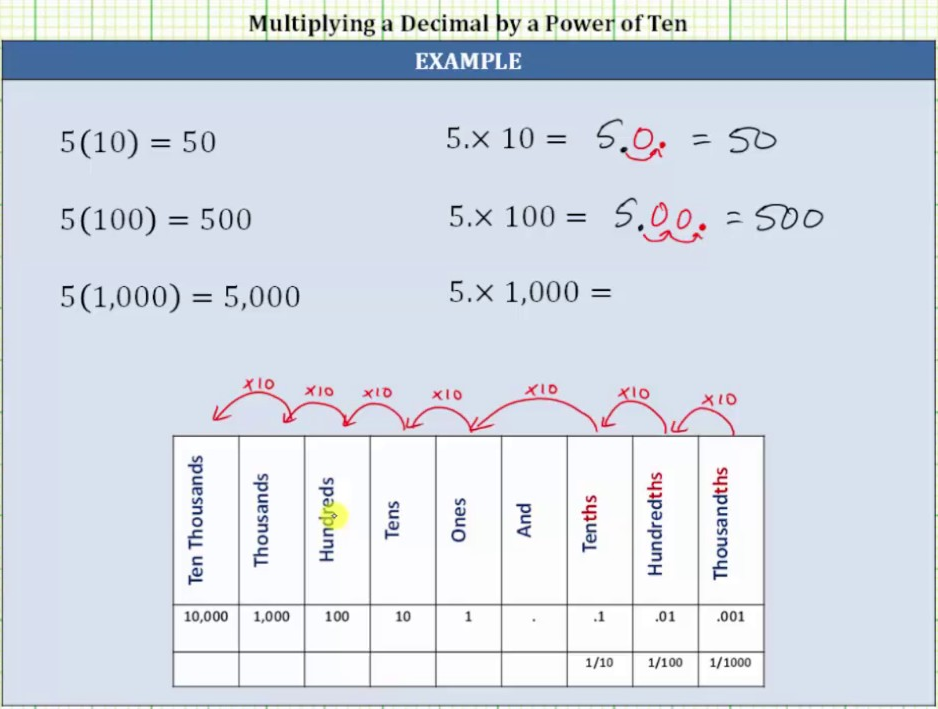 Multiplying a Decimal by a Power of Ten
EXAMPLE
5(10) = 50
5.× 10 = 5.0. = 50
5(100) = 500
5.× 100 = 5.00. = 500
5(1,000) = 5,000
5.× 1,000 =
×10 ×10 ×10 ×10 ×10 ×10 ×10
Ten Thousands Thousands Hundreds Tens Ones And Tenths Hundredths Thousandths
10,000 1,000 100 10 1 . .1 .01 .001
1/10 1/100 1/1000